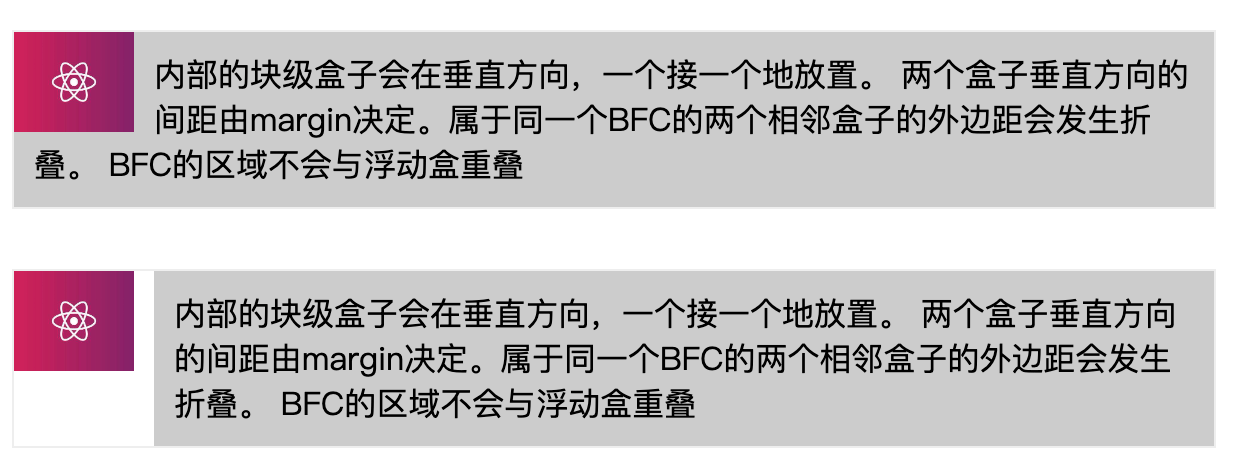 内部的块级盒子会在垂直方向，一个接一个地放置。 两个盒子垂直方向的
间距由margin决定。属于同一个BFC的两个相邻盒子的外边距会发生折
叠。 BFC的区域不会与浮动盒重叠
内部的块级盒子会在垂直方向，一个接一个地放置。 两个盒子垂直方向
的间距由margin决定。属于同一个BFC的两个相邻盒子的外边距会发生
折叠。 BFC的区域不会与浮动盒重叠